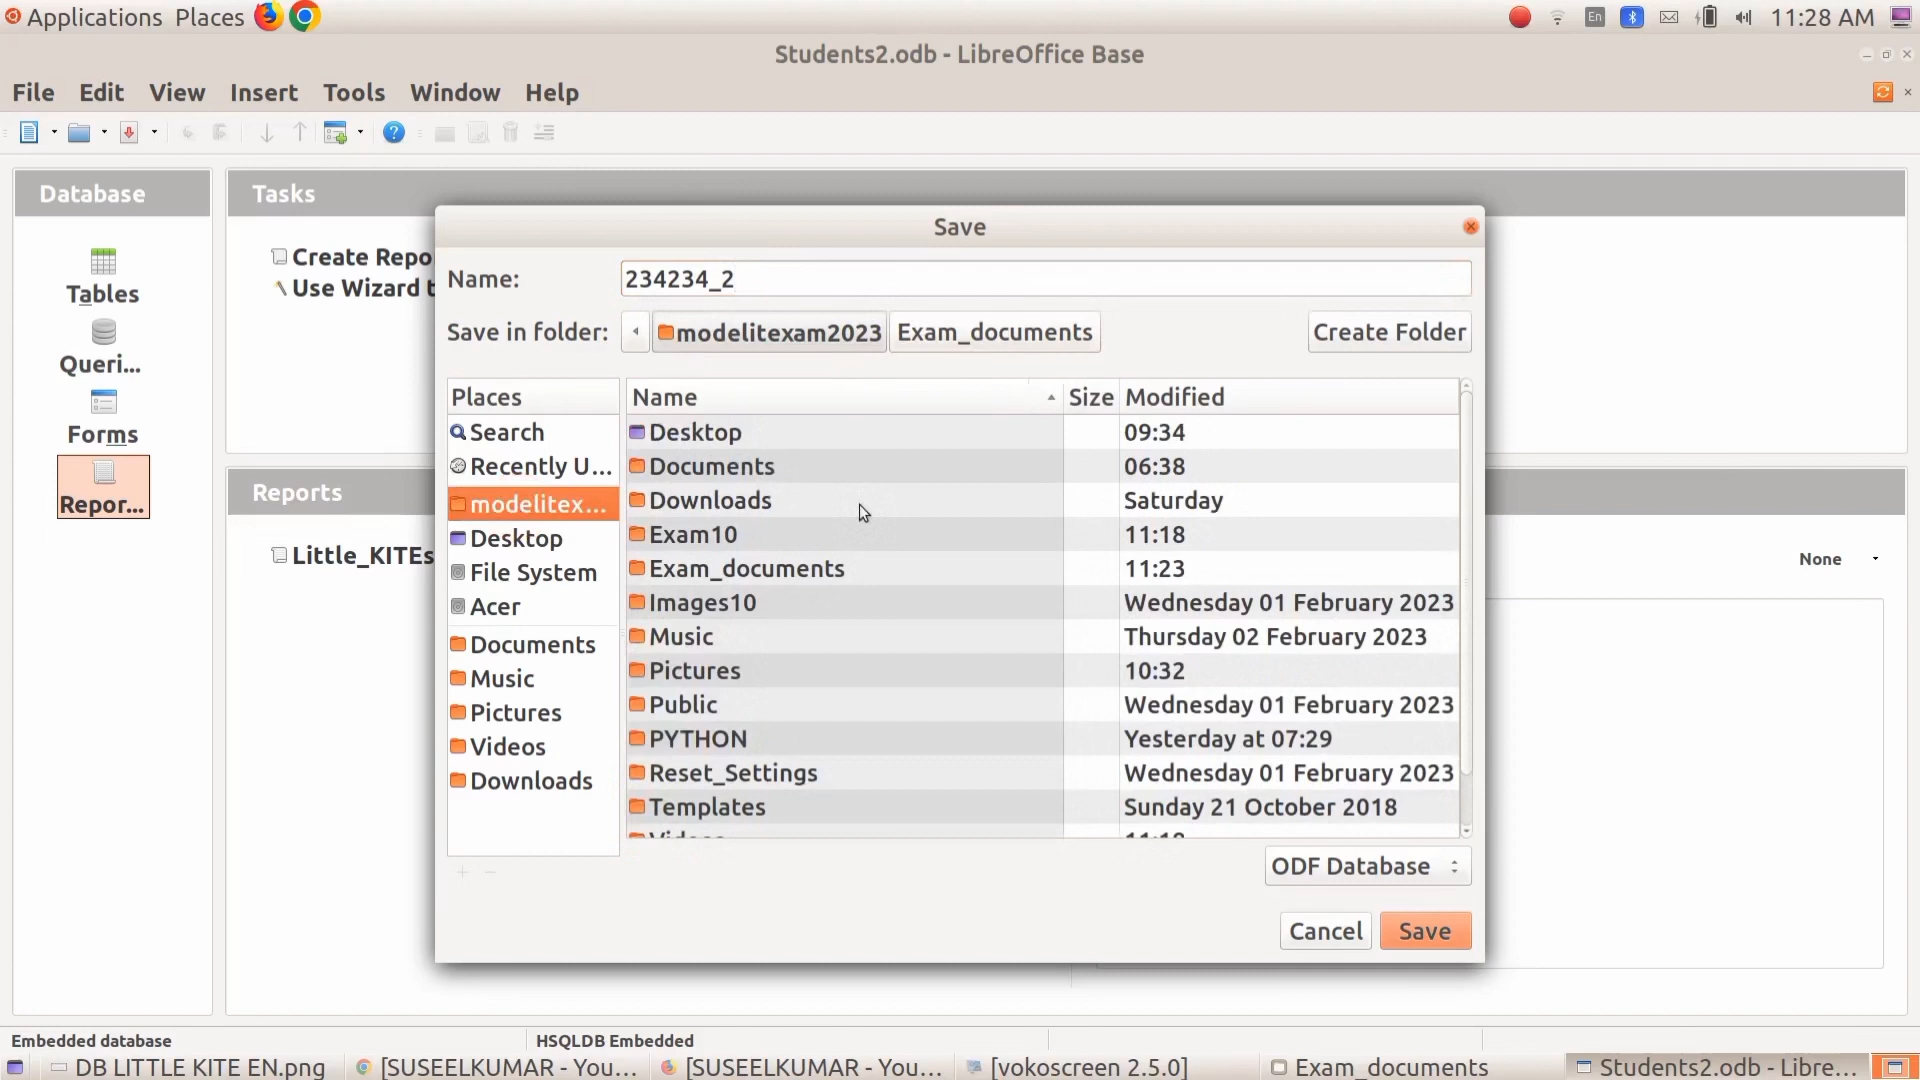 Applications Places En 11:28 AM
Students2.odb - LibreOffice Base
File Edit View Insert Tools Window Help
Database
Tasks
Tables
Queri...
Forms
Repor...
Create Repo
Use Wizard t
Reports
Little_KITEs
None
Save
Name: 234234_2
Save in folder: modelitexam2023 Exam_documents Create Folder
Places
Search
Recently U...
modelitex...
Desktop
File System
Acer
Documents
Music
Pictures
Videos
Downloads
Name Size Modified
Desktop 09:34
Documents 06:38
Downloads Saturday
Exam10 11:18
Exam_documents 11:23
Images10 Wednesday 01 February 2023
Music Thursday 02 February 2023
Pictures 10:32
Public Wednesday 01 February 2023
PYTHON Yesterday at 07:29
Reset_Settings Wednesday 01 February 2023
Templates Sunday 21 October 2018
Videos 11:18
ODF Database
Cancel Save
Embedded database HSQLDB Embedded
DB LITTLE KITE EN.png [SUSEELKUMAR - You... [SUSEELKUMAR - You... [vokoscreen 2.5.0] Exam_documents Students2.odb - Libre...